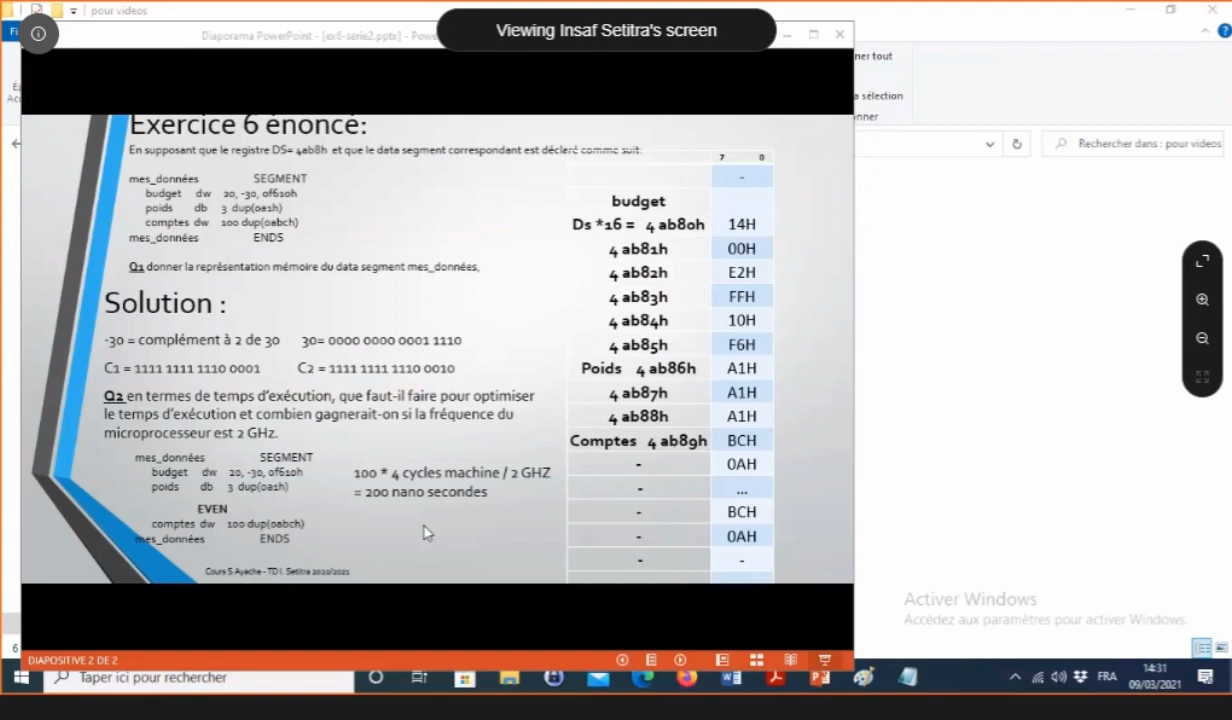 pour videos
Viewing Insaf Setitra's screen
Diaporama PowerPoint - [ex6-serie2.pptx] -
ner tout
a sélection
nner
Rechercher dans : pour videos
Exercice 6 énoncé:
En supposant que le registre DS= 4ab8h et que le data segment correspondant est déclaré comme suit:
mes_données SEGMENT
budget dw 20, -30, of610h
poids db 3 dup(0a1h)
comptes dw 100 dup(0abch)
mes_données ENDS
Q1 donner la représentation mémoire du data segment mes_données,
Solution :
-30 = complément à 2 de 30 30= 0000 0000 0001 1110
C1 = 1111 1111 1110 0001 C2 = 1111 1111 1110 0010
Q2 en termes de temps d'exécution, que faut-il faire pour optimiser
le temps d'exécution et combien gagnerait-on si la fréquence du
microprocesseur est 2 GHz.
mes_données SEGMENT
budget dw 20, -30, of610h
poids db 3 dup(0a1h)
EVEN
comptes dw 100 dup(0abch)
mes_données ENDS
100 * 4 cycles machine / 2 GHZ
= 200 nano secondes
Cours S.Ayache - TD I. Setitra 2020/2021
7 0
-
budget
Ds *16 = 4 ab80h 14H
4 ab81h 00H
4 ab82h E2H
4 ab83h FFH
4 ab84h 10H
4 ab85h F6H
Poids 4 ab86h A1H
4 ab87h A1H
4 ab88h A1H
Comptes 4 ab89h BCH
- 0AH
- ...
- BCH
- 0AH
- -
Activer Windows
Accédez aux paramètres pour activer Windows.
DIAPOSITIVE 2 DE 2
Taper ici pour rechercher
FRA
14:31
09/03/2021